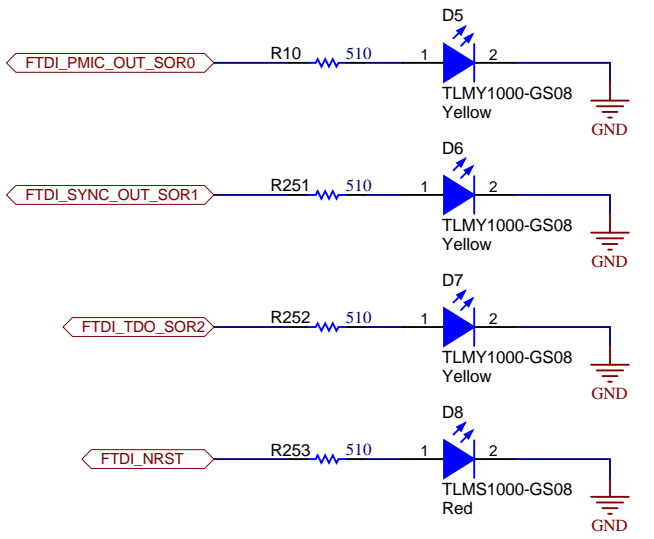 D5
FTDI_PMIC_OUT_SOR0 R10 510 1 2
TLMY1000-GS08
Yellow
GND
D6
FTDI_SYNC_OUT_SOR1 R251 510 1 2
TLMY1000-GS08
Yellow
GND
D7
FTDI_TDO_SOR2 R252 510 1 2
TLMY1000-GS08
Yellow
GND
D8
FTDI_NRST R253 510 1 2
TLMS1000-GS08
Red
GND